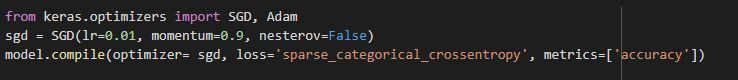 from keras.optimizers import SGD, Adam
sgd = SGD(lr=0.01, momentum=0.9, nesterov=False)
model.compile(optimizer= sgd, loss='sparse_categorical_crossentropy', metrics=['accuracy'])